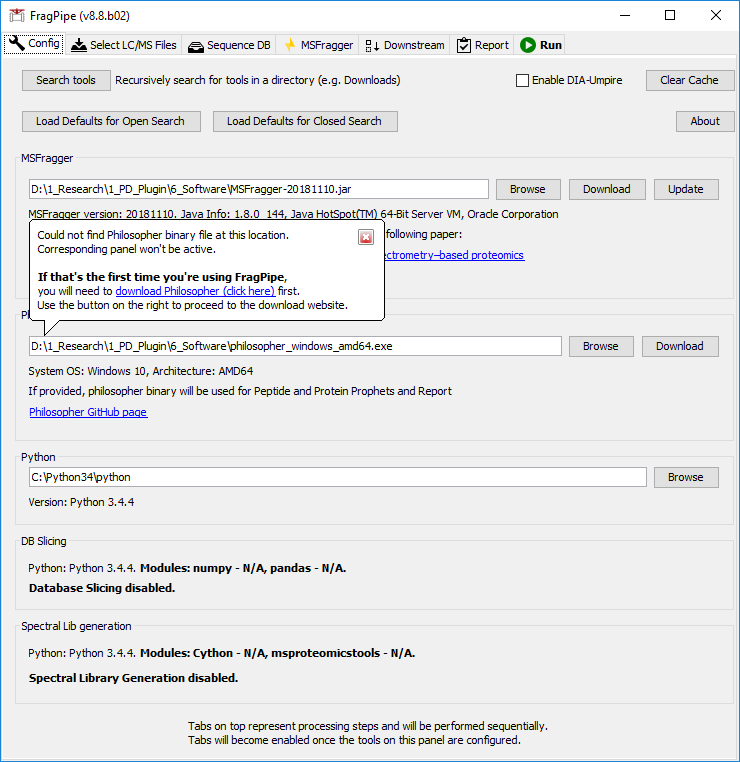 FragPipe (v8.8.b02)
Config Select LC/MS Files Sequence DB MSFragger Downstream Report Run
Search tools Recursively search for tools in a directory (e.g. Downloads) Enable DIA-Umpire Clear Cache
Load Defaults for Open Search Load Defaults for Closed Search About
MSFragger
D:\1_Research\1_PD_Plugin\6_Software\MSFragger-20181110.jar Browse Download Update
MSFragger version: 20181110. Java Info: 1.8.0_144, Java HotSpot(TM) 64-Bit Server VM, Oracle Corporation
Could not find Philosopher binary file at this location.
following paper:
Corresponding panel won't be active.
ectrometry–based proteomics
If that's the first time you're using FragPipe,
you will need to download Philosopher (click here) first.
Use the button on the right to proceed to the download website.
D:\1_Research\1_PD_Plugin\6_Software\philosopher_windows_amd64.exe Browse Download
System OS: Windows 10, Architecture: AMD64
If provided, philosopher binary will be used for Peptide and Protein Prophets and Report
Philosopher GitHub page
Python
C:\Python34\python Browse
Version: Python 3.4.4
DB Slicing
Python: Python 3.4.4. Modules: numpy - N/A, pandas - N/A.
Database Slicing disabled.
Spectral Lib generation
Python: Python 3.4.4. Modules: Cython - N/A, msproteomicstools - N/A.
Spectral Library Generation disabled.
Tabs on top represent processing steps and will be performed sequentially.
Tabs will become enabled once the tools on this panel are configured.